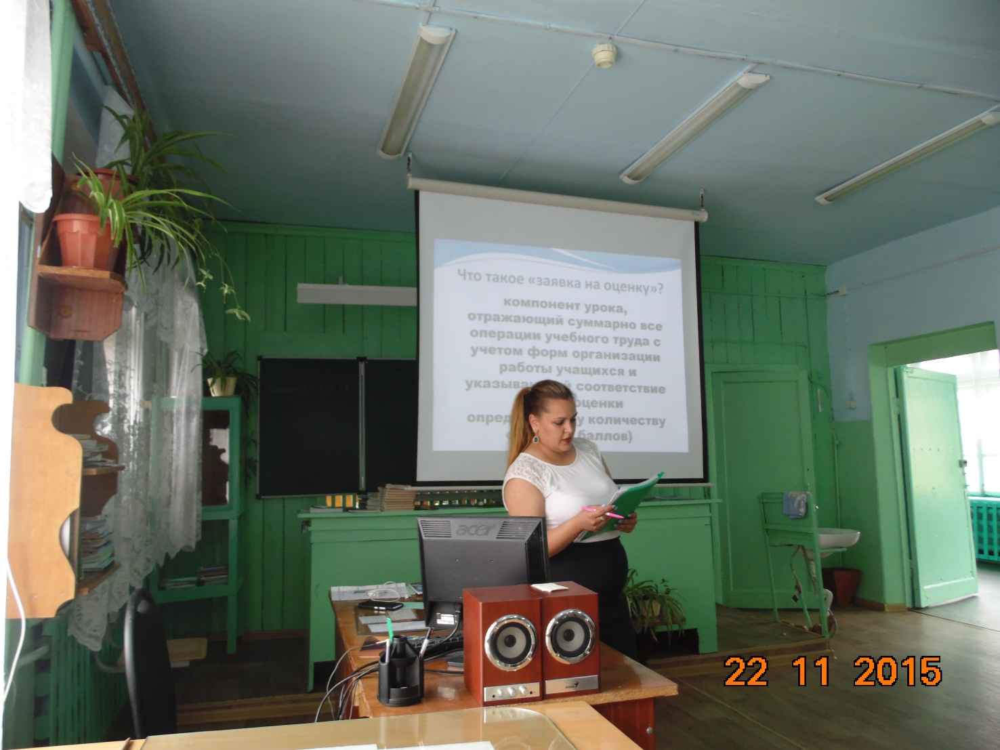 Что такое «заявка на оценку»?
компонент урока,
отражающий суммарно все
операции учебного труда с
учетом форм организации
работы учащихся и
соответствие
оценки
количеству
баллов)
acer
22 11 2015